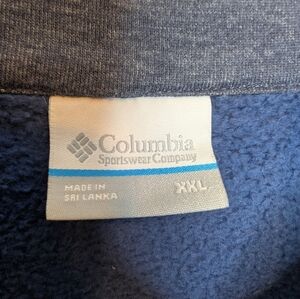 Columbia
Sportswear Company
MADE IN
SRI LANKA
XXL